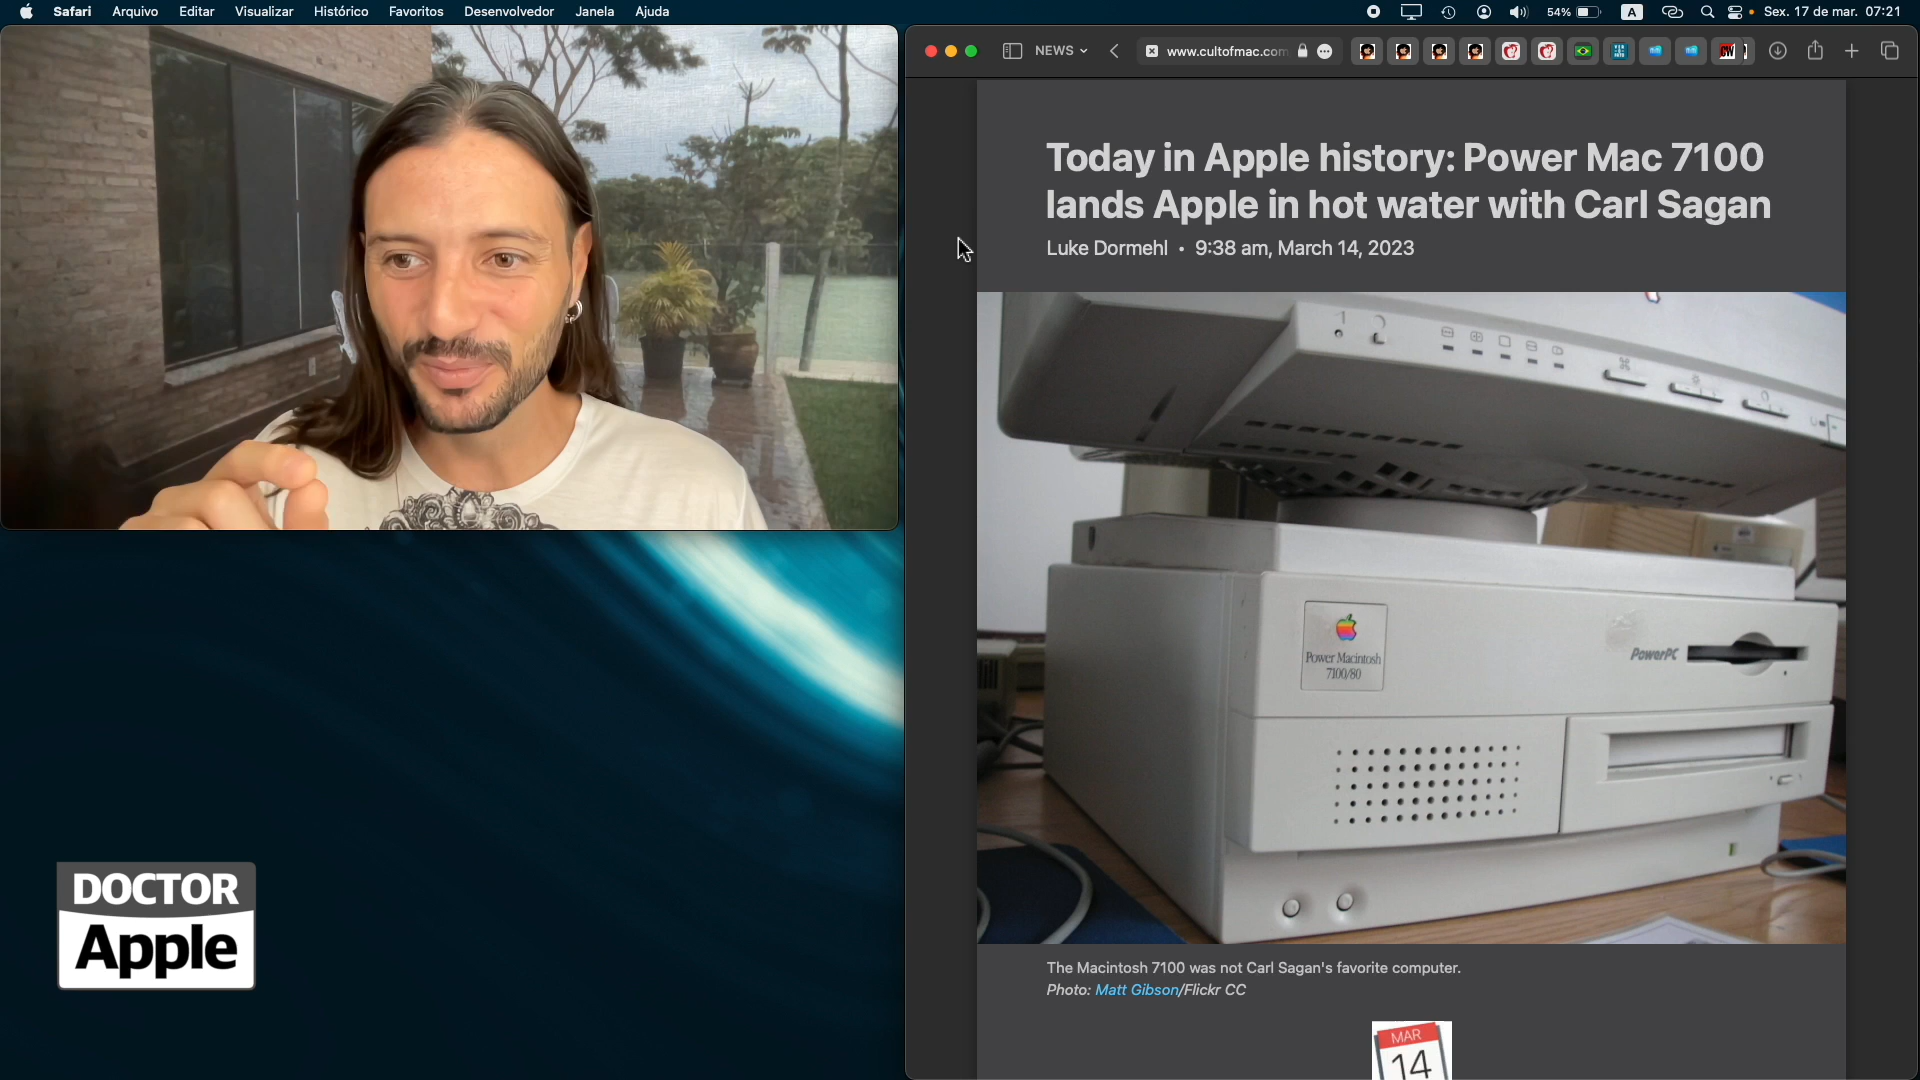 Safari Arquivo Editar Visualizar Histórico Favoritos Desenvolvedor Janela Ajuda
54% A Sex. 17 de mar. 07:21
NEWS
www.cultofmac.com
Today in Apple history: Power Mac 7100
lands Apple in hot water with Carl Sagan
Luke Dormehl • 9:38 am, March 14, 2023
Power Macintosh
7100/80
PowerPC
The Macintosh 7100 was not Carl Sagan's favorite computer.
Photo: Matt Gibson/Flickr CC
MAR
14
DOCTOR
Apple